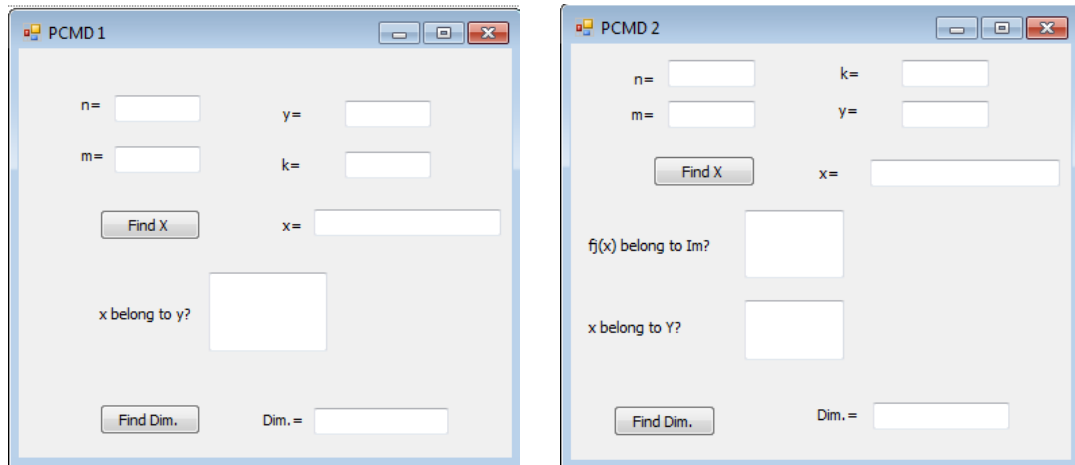 PCMD 1
n=
y=
m=
k=
Find X
x=
x belong to y?
Find Dim.
Dim. =
PCMD 2
n=
k=
m=
y=
Find X
x=
fj(x) belong to Im?
x belong to Y?
Find Dim.
Dim. =